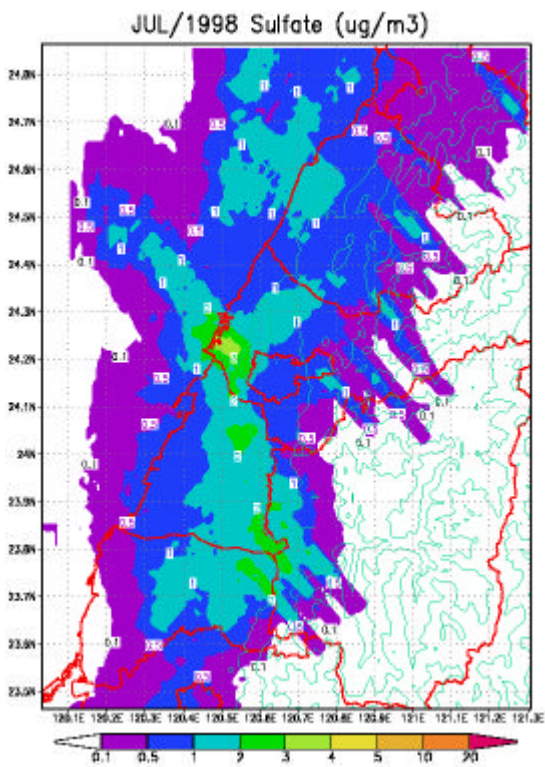 JUL/1998 Sulfate (ug/m3)
24.8N
24.7N
24.6N
24.5N
24.4N
24.3N
24.2N
24.1N
24N
23.9N
23.8N
23.7N
23.6N
23.5N
120.1E 120.2E 120.3E 120.4E 120.5E 120.6E 120.7E 120.8E 120.9E 121E 121.1E 121.2E 121.3E
0.1 0.5 1 2 3 4 5 10 20